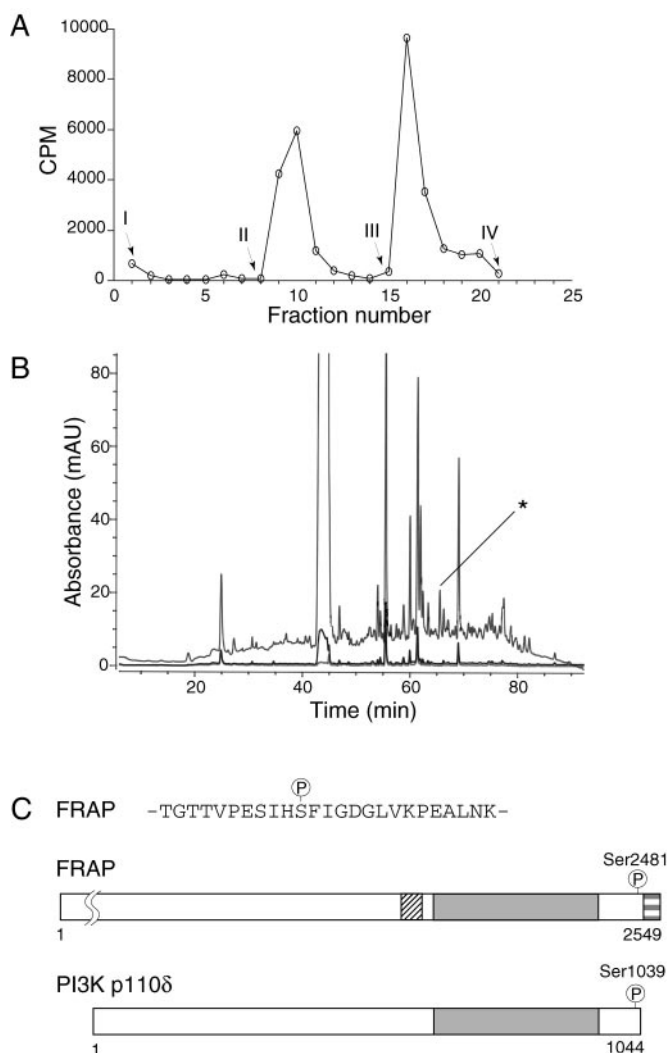 A
10000
8000
6000
4000
2000
0
CPM
I
II
III
IV
0 5 10 15 20 25
Fraction number
B
80
60
40
20
0
Absorbance (mAU)
*
20 40 60 80
Time (min)
C
P
FRAP -TGTTVPESIHSFIGDGLVKPEALNK-
FRAP
Ser2481
P
1 2549
PI3K p110δ
Ser1039
P
1 1044